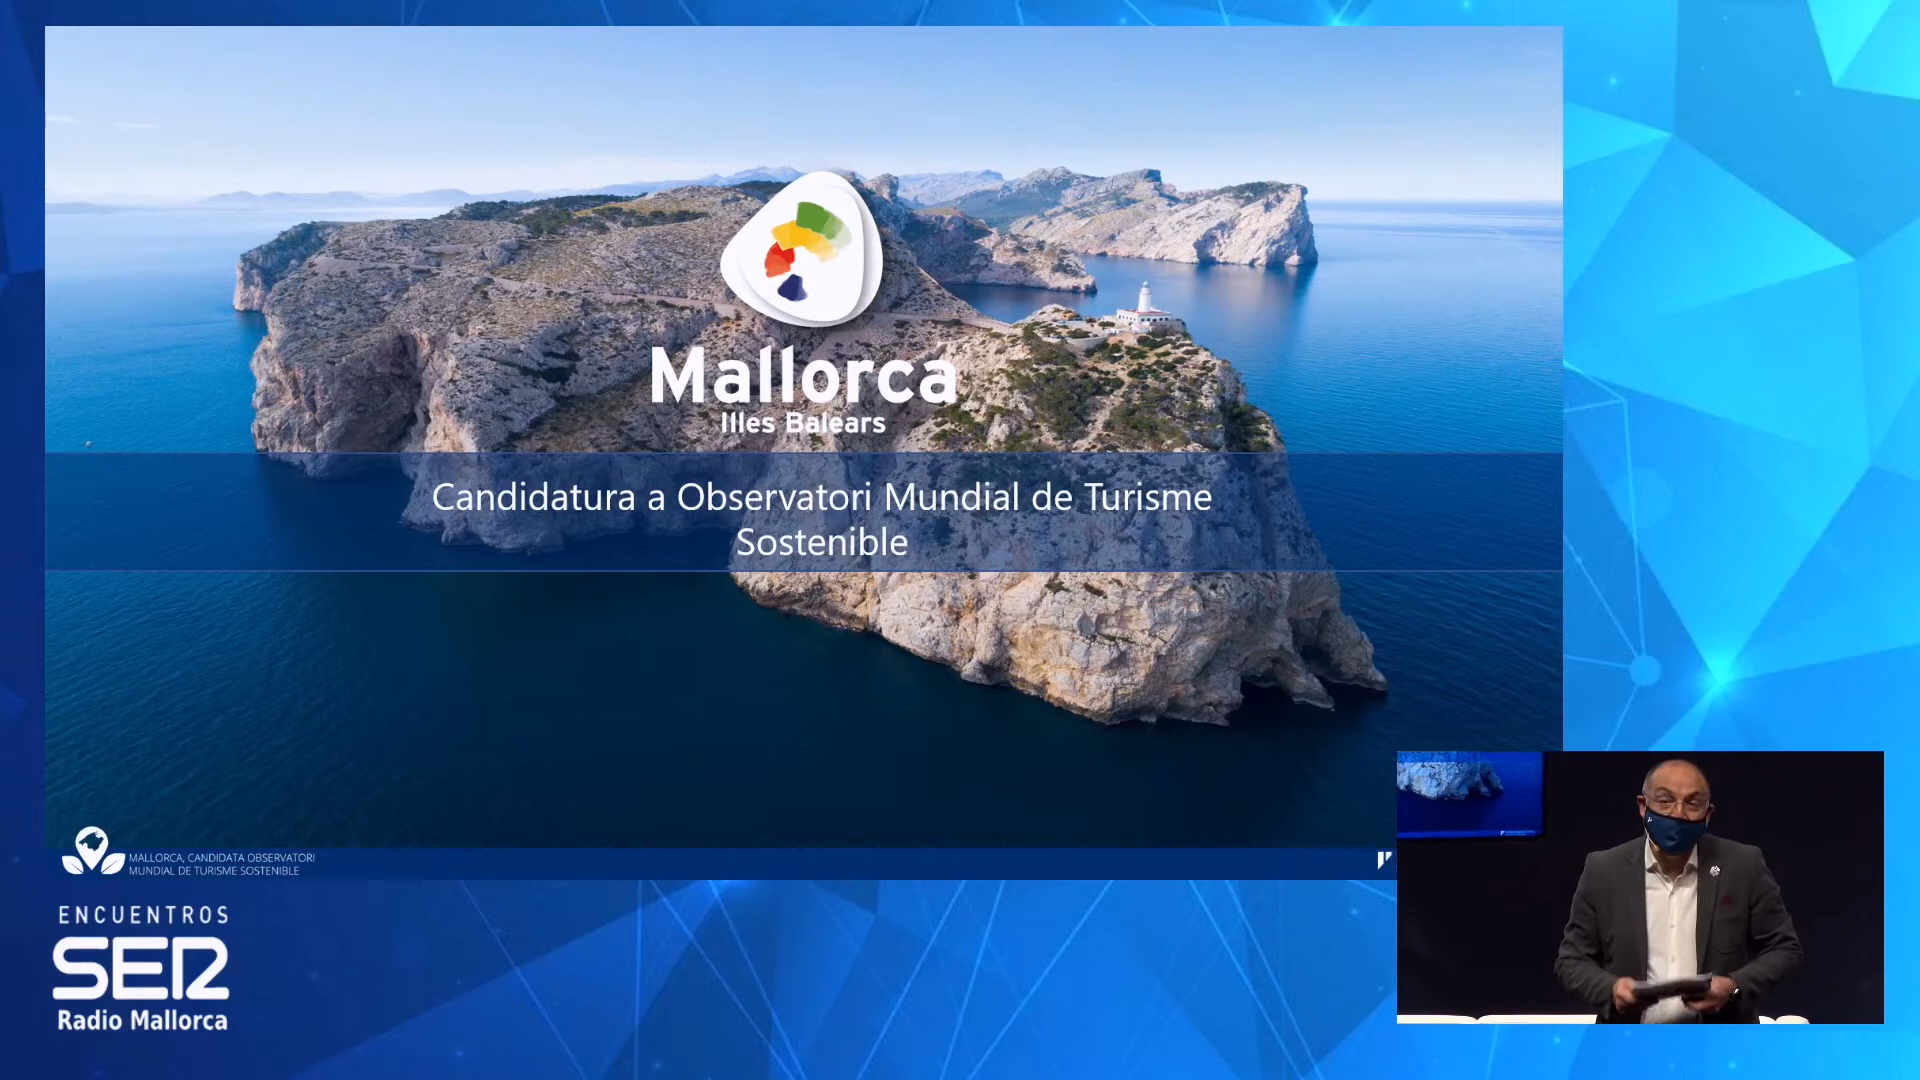 Mallorca
Illes Balears
Candidatura a Observatori Mundial de Turisme
Sostenible
MALLORCA, CANDIDATA OBSERVATORI
MUNDIAL DE TURISME SOSTENIBLE
ENCUENTROS
SER
Radio Mallorca